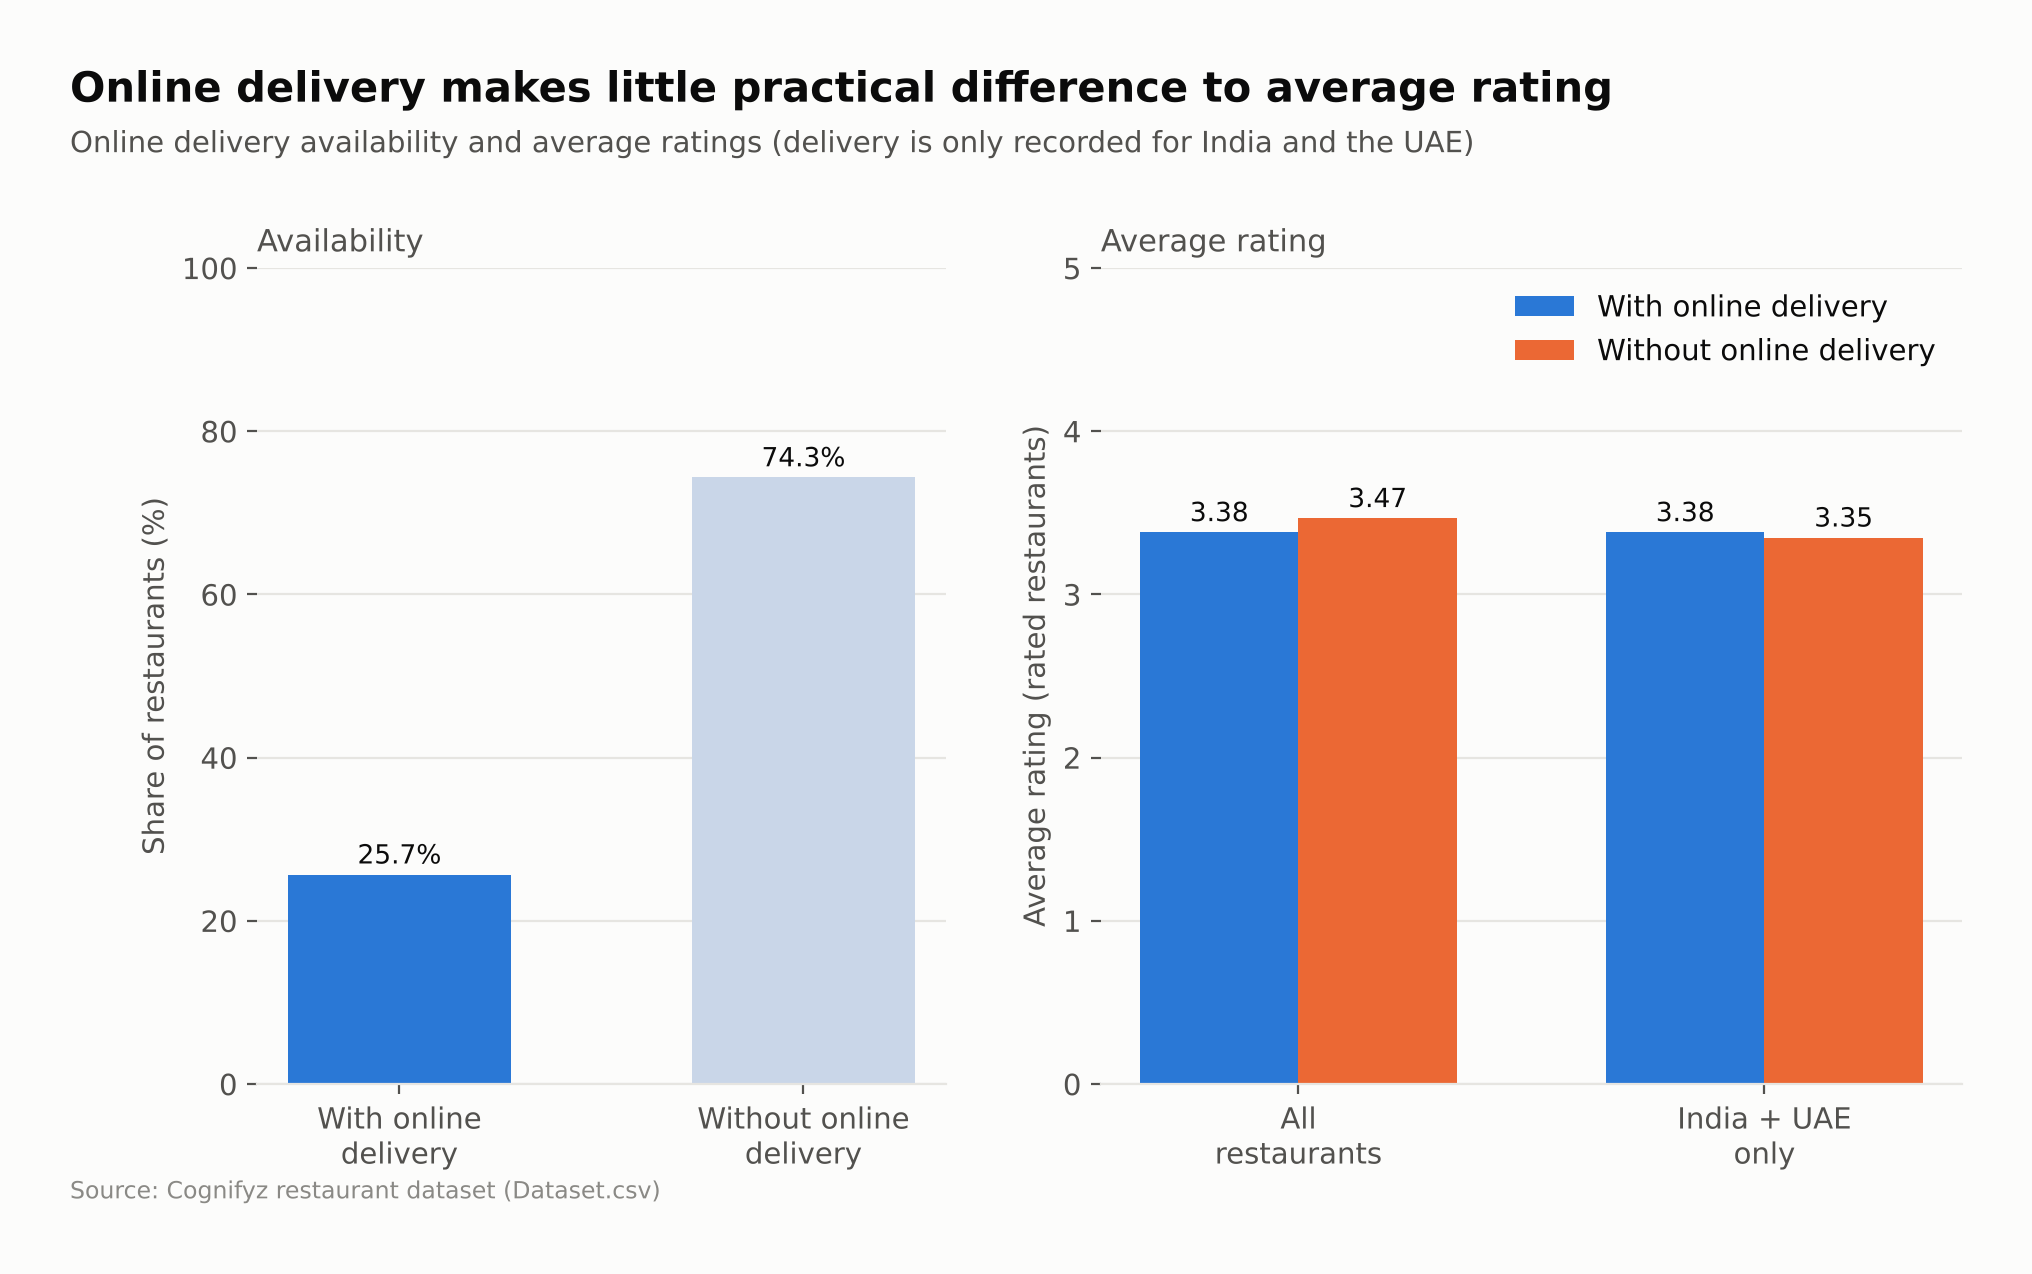 Online delivery makes little practical difference to average rating
Online delivery availability and average ratings (delivery is only recorded for India and the UAE)
Availability
Share of restaurants (%)
100
80
60
40
20
0
25.7%
74.3%
With online
delivery
Without online
delivery
Average rating
Average rating (rated restaurants)
5
4
3
2
1
0
With online delivery
Without online delivery
3.38
3.47
3.38
3.35
All
restaurants
India + UAE
only
Source: Cognifyz restaurant dataset (Dataset.csv)